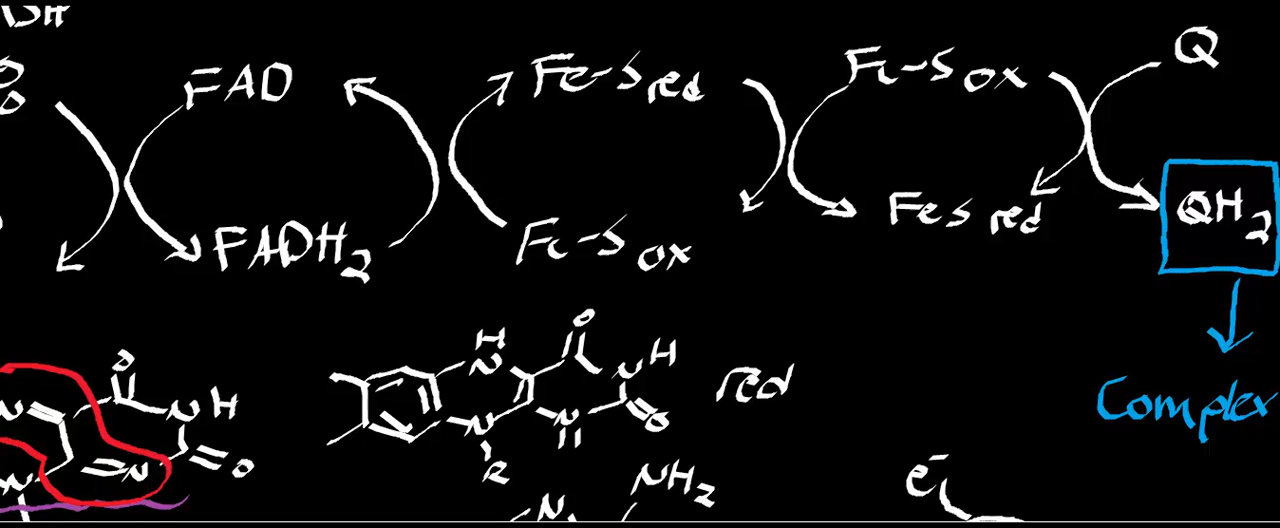 FAD Fe-S red Fe-S ox Q
FADH2 Fe-S ox Fe S red QH2
O
H
N
O
N H
N
O
N
H
R
red
O
N
N H
O
N
N
Complex
NH2
N
e-